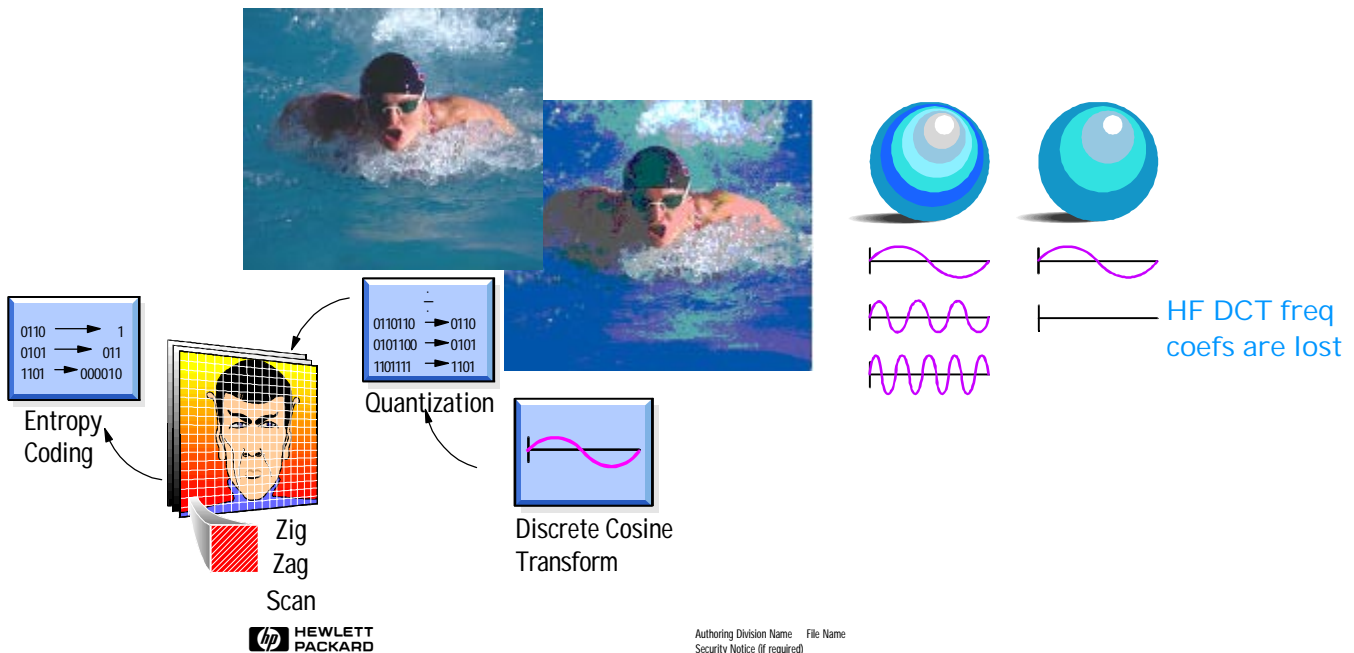 0110 1
0101 011
1101 000010
Entropy
Coding
0110110 0110
0101100 0101
1101111 1101
Quantization
Zig
Zag
Scan
Discrete Cosine
Transform
HF DCT freq
coefs are lost
hp HEWLETT
PACKARD
Authoring Division Name File Name
Security Notice (if required)